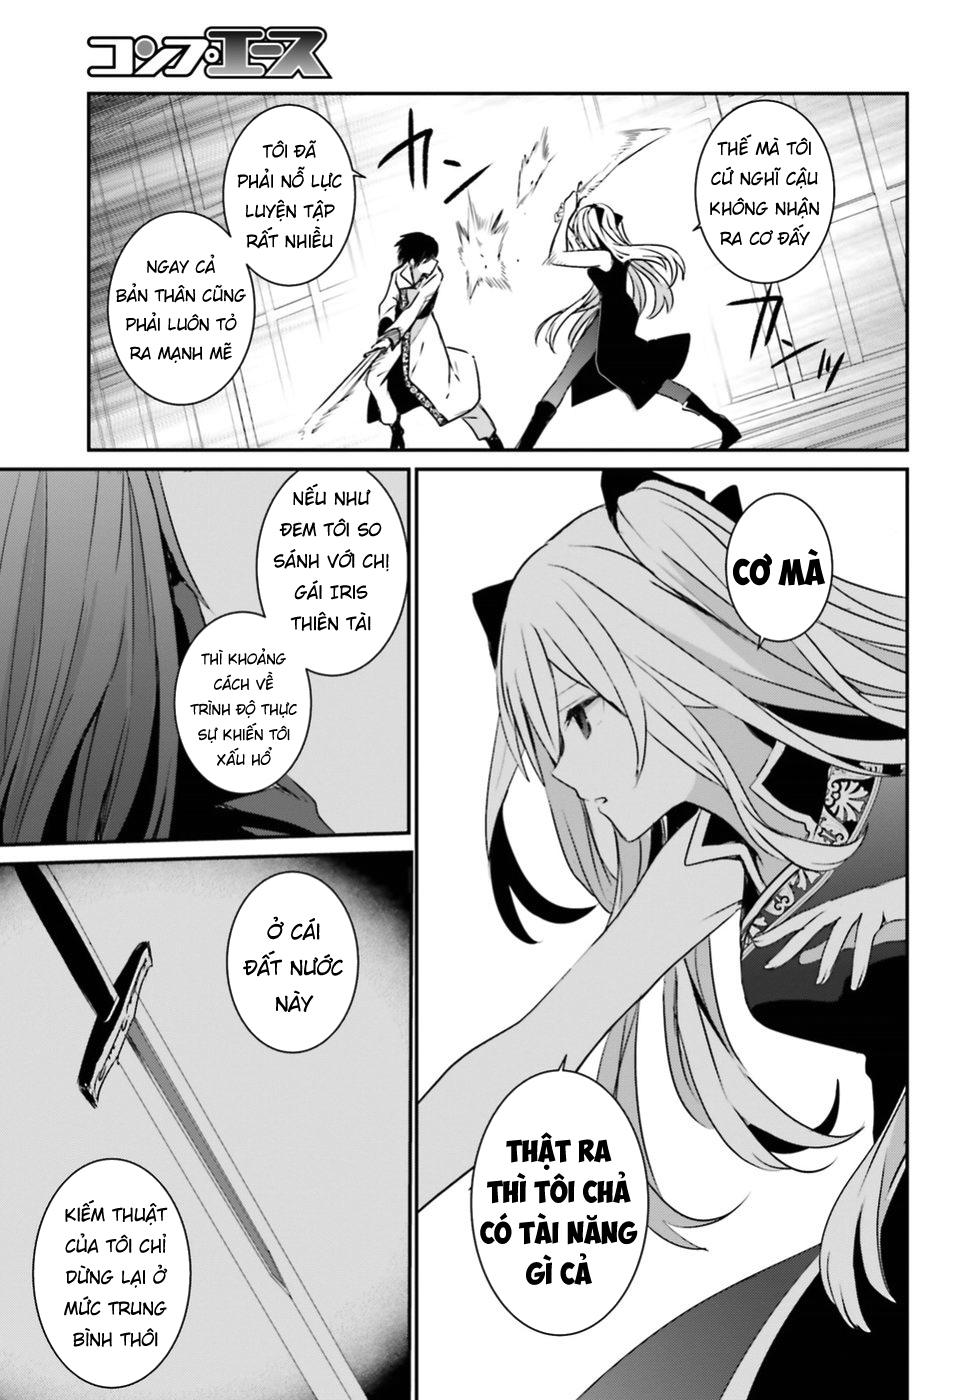 コンプエース
THẾ MÀ TÔI
CỨ NGHĨ CẬU
KHÔNG NHẬN
RA CƠ ĐẤY
TÔI ĐÃ
PHẢI NỖ LỰC
LUYỆN TẬP
RẤT NHIỀU
NGAY CẢ
BẢN THÂN CŨNG
PHẢI LUÔN TỎ
RA MẠNH MẼ
ガン
CƠ MÀ
THẬT RA
THÌ TÔI CHẢ
CÓ TÀI NĂNG
GÌ CẢ
NẾU NHƯ
ĐEM TÔI SO
SÁNH VỚI CHỊ
GÁI IRIS
THIÊN TÀI
THÌ KHOẢNG
CÁCH VỀ
TRÌNH ĐỘ THỰC
SỰ KHIẾN TÔI
XẤU HỔ
Ở CÁI
ĐẤT NƯỚC
NÀY
KIẾM THUẬT
CỦA TÔI CHỈ
DỪNG LẠI Ở
MỨC TRUNG
BÌNH THÔI